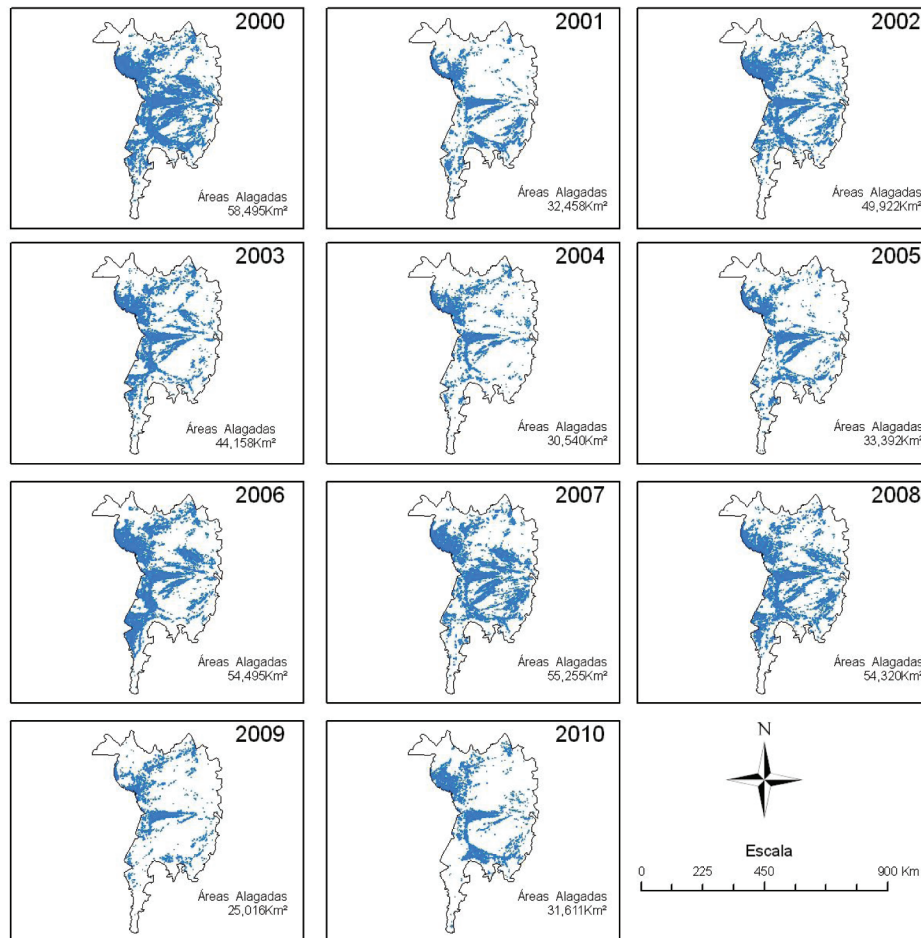 2000
Áreas Alagadas
58,495Km²
2001
Áreas Alagadas
32,458Km²
2002
Áreas Alagadas
49,922Km²
2003
Áreas Alagadas
44,158Km²
2004
Áreas Alagadas
30,540Km²
2005
Áreas Alagadas
33,392Km²
2006
Áreas Alagadas
54,495Km²
2007
Áreas Alagadas
55,255Km²
2008
Áreas Alagadas
54,320Km²
2009
Áreas Alagadas
25,016Km²
2010
Áreas Alagadas
31,611Km²
N
Escala
0 225 450 900 Km